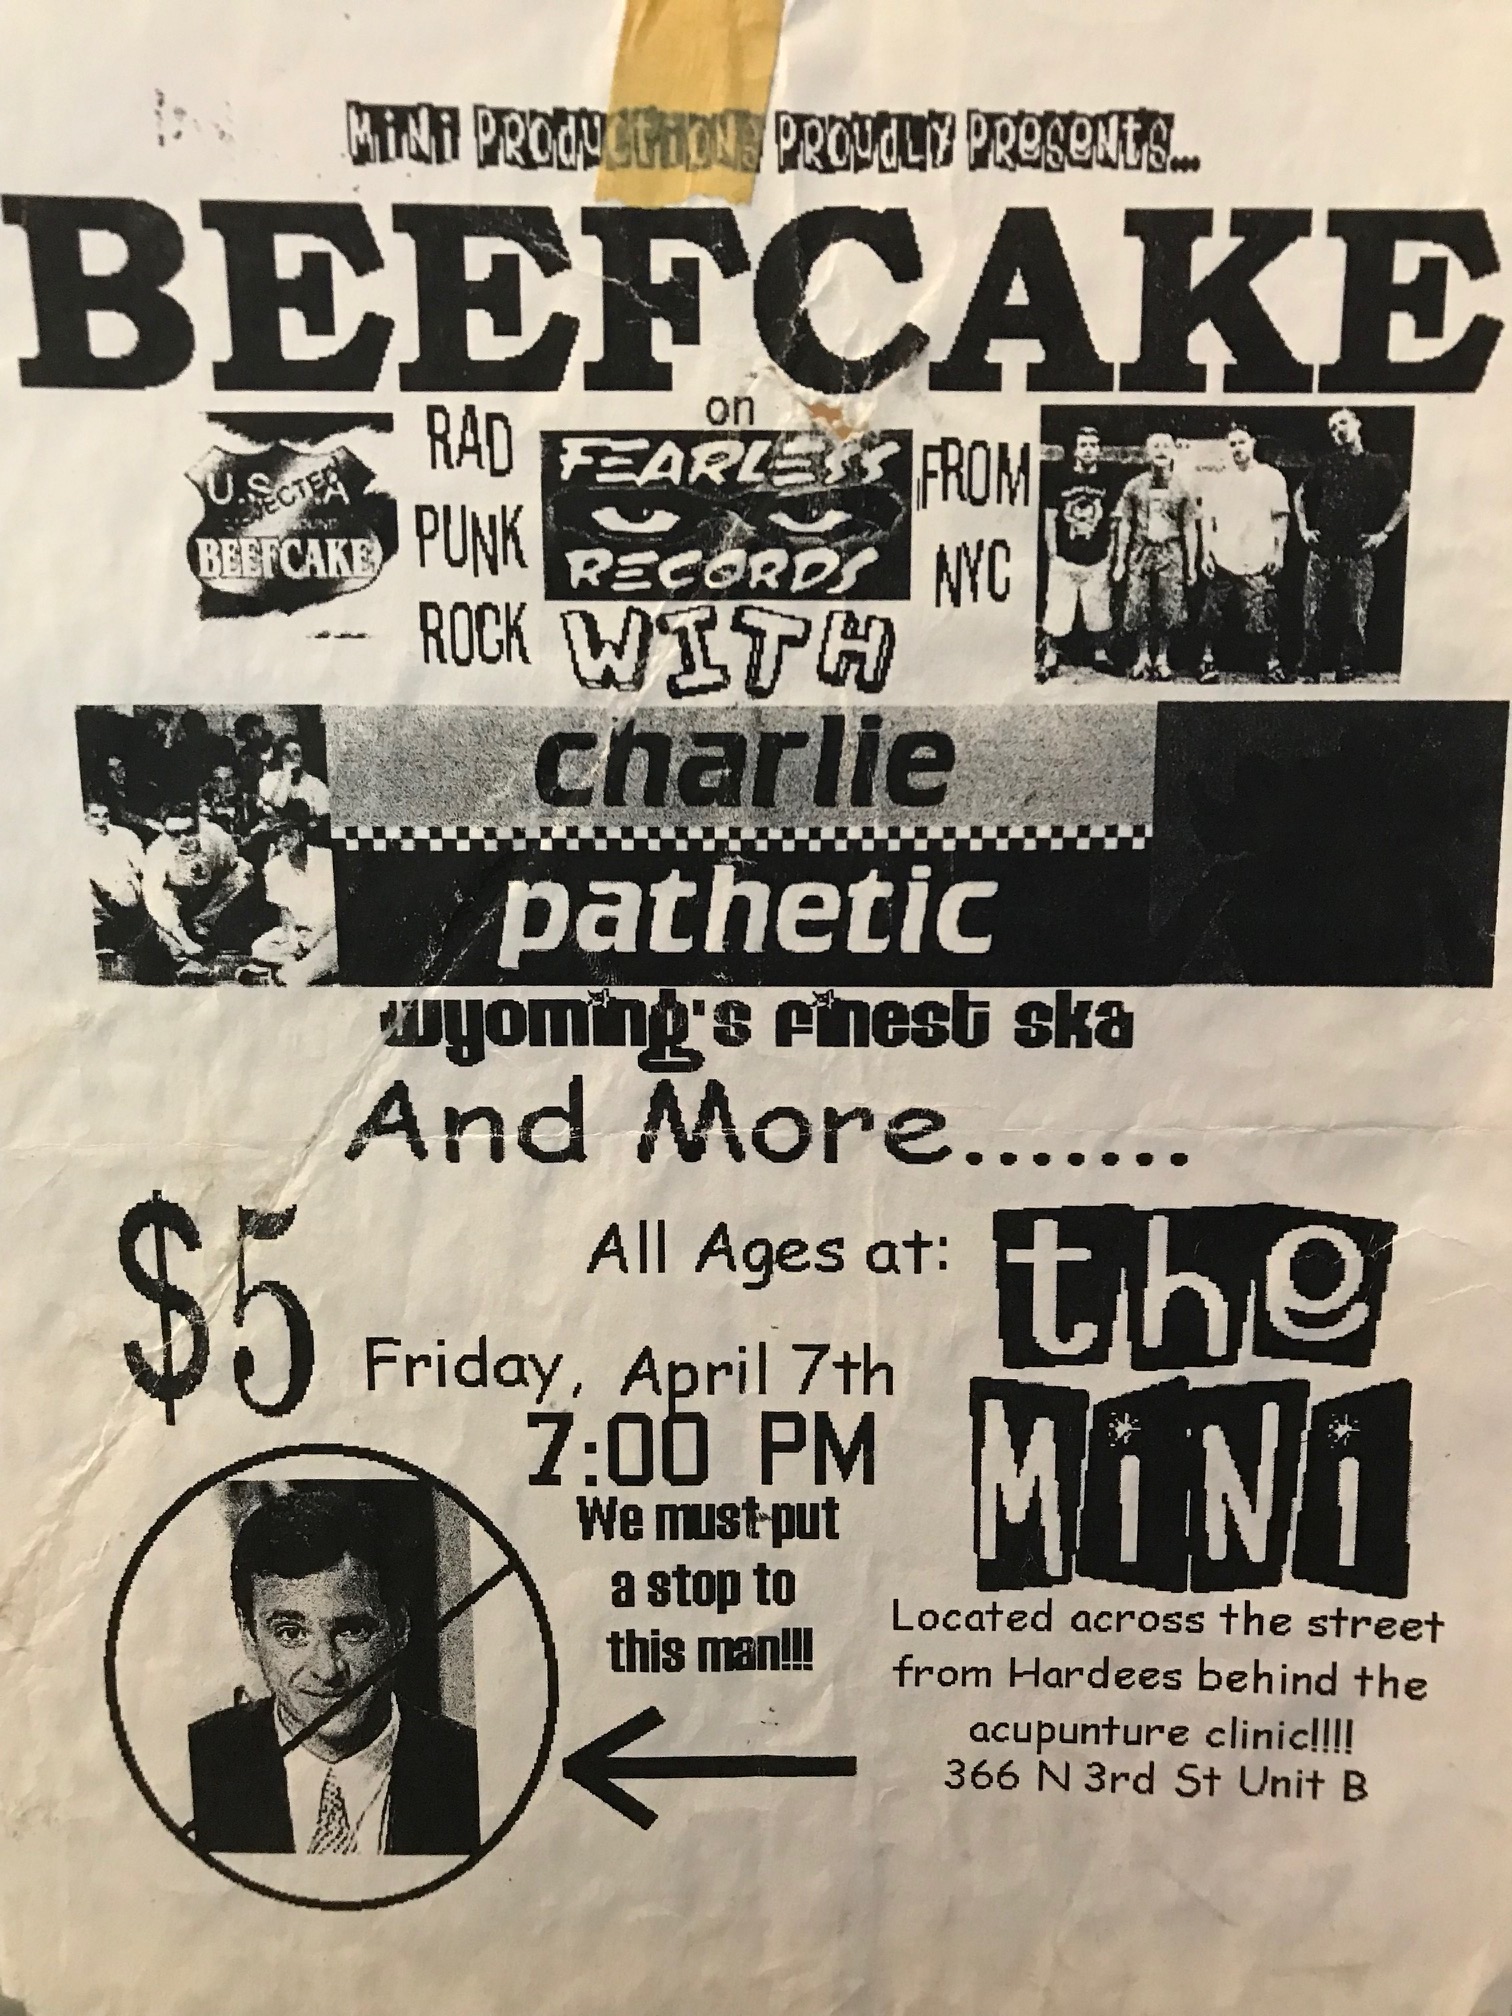 MiNi PRODUCTIONS PROUDLY PRESENTS...
BEEFCAKE
on
RAD
PUNK
ROCK
U.S.
BEEFCAKE
FEARLESS
RECORDS
FROM
NYC
WITH
charlie
pathetic
wyoming's finest ska
And More.......
$5
All Ages at:
the
MiNi
Friday, April 7th
7:00 PM
We must put
a stop to
this man!!!
Located across the street
from Hardees behind the
acupunture clinic!!!!
366 N 3rd St Unit B